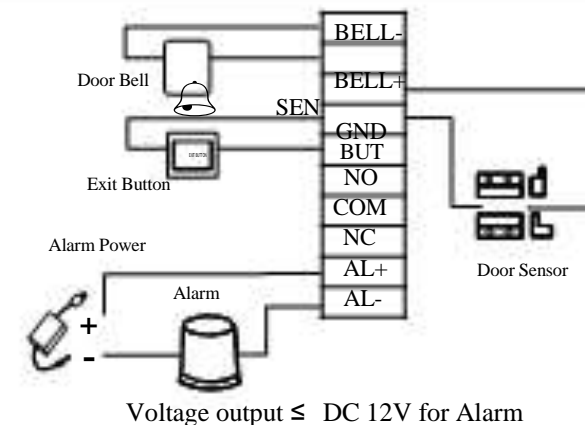 BELL-
Door Bell
BELL+
SEN
GND
BUT
Exit Button
NO
COM
NC
Alarm Power
Door Sensor
AL+
Alarm
AL-
+
-
Voltage output ≤ DC 12V for Alarm